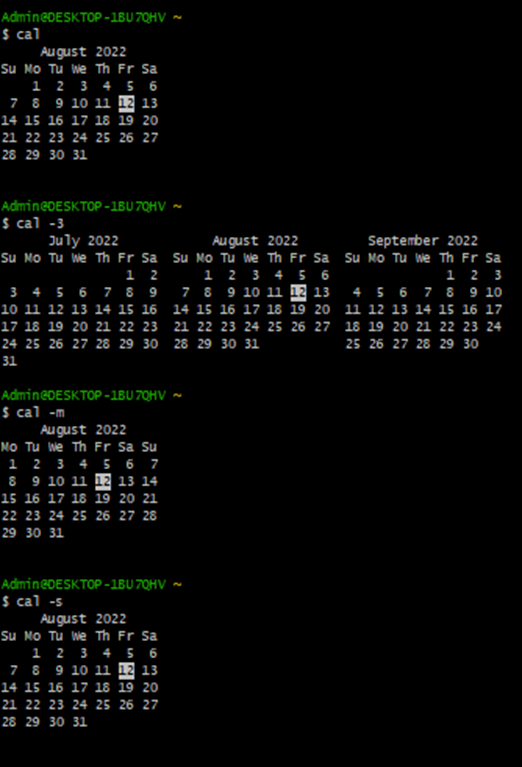 Admin@DESKTOP-1BU7QHV ~
$ cal
    August 2022
Su Mo Tu We Th Fr Sa
    1  2  3  4  5  6
 7  8  9 10 11 12 13
14 15 16 17 18 19 20
21 22 23 24 25 26 27
28 29 30 31

Admin@DESKTOP-1BU7QHV ~
$ cal -3
      July 2022            August 2022         September 2022
Su Mo Tu We Th Fr Sa  Su Mo Tu We Th Fr Sa  Su Mo Tu We Th Fr Sa
                1  2      1  2  3  4  5  6               1  2  3
 3  4  5  6  7  8  9   7  8  9 10 11 12 13   4  5  6  7  8  9 10
10 11 12 13 14 15 16  14 15 16 17 18 19 20  11 12 13 14 15 16 17
17 18 19 20 21 22 23  21 22 23 24 25 26 27  18 19 20 21 22 23 24
24 25 26 27 28 29 30  28 29 30 31           25 26 27 28 29 30
31
Admin@DESKTOP-1BU7QHV ~
$ cal -m
    August 2022
Mo Tu We Th Fr Sa Su
 1  2  3  4  5  6  7
 8  9 10 11 12 13 14
15 16 17 18 19 20 21
22 23 24 25 26 27 28
29 30 31

Admin@DESKTOP-1BU7QHV ~
$ cal -s
    August 2022
Su Mo Tu We Th Fr Sa
    1  2  3  4  5  6
 7  8  9 10 11 12 13
14 15 16 17 18 19 20
21 22 23 24 25 26 27
28 29 30 31